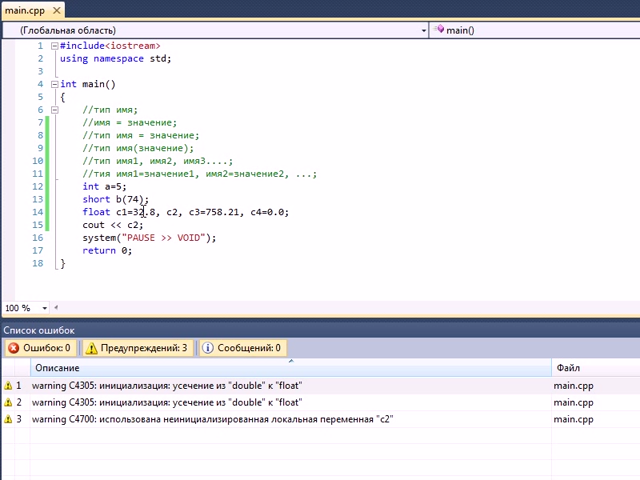 main.cpp
(Глобальная область) main()
1 #include<iostream>
2 using namespace std;
3
4 int main()
5 {
6 //тип имя;
7 //имя = значение;
8 //тип имя = значение;
9 //тип имя(значение);
10 //тип имя1, имя2, имя3....;
11 //тия имя1=значение1, имя2=значение2, ...;
12 int a=5;
13 short b(74);
14 float c1=32.8, c2, c3=758.21, c4=0.0;
15 cout << c2;
16 system("PAUSE >> VOID");
17 return 0;
18 }
100 %
Список ошибок
Ошибок: 0 Предупреждений: 3 Сообщений: 0
Описание Файл
1 warning C4305: инициализация: усечение из "double" к "float" main.cpp
2 warning C4305: инициализация: усечение из "double" к "float" main.cpp
3 warning C4700: использована неинициализированная локальная переменная "c2" main.cpp